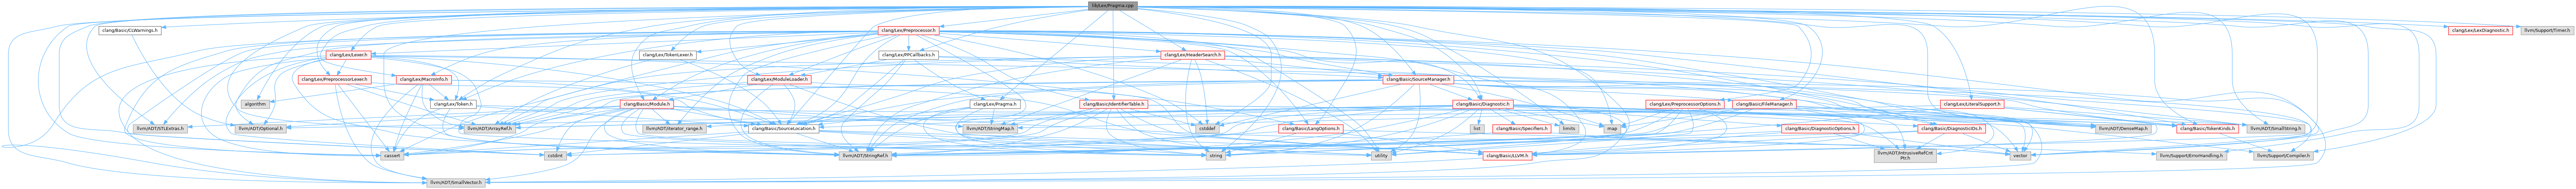 lib/Lex/Pragma.cpp
clang/Basic/CLWarnings.h
clang/Lex/Preprocessor.h
clang/Lex/LexDiagnostic.h
llvm/Support/Timer.h
clang/Lex/Lexer.h
clang/Lex/TokenLexer.h
clang/Lex/PPCallbacks.h
clang/Lex/HeaderSearch.h
clang/Lex/PreprocessorLexer.h
clang/Lex/MacroInfo.h
clang/Lex/ModuleLoader.h
clang/Basic/SourceManager.h
algorithm
clang/Lex/Token.h
clang/Basic/Module.h
clang/Lex/Pragma.h
clang/Basic/IdentifierTable.h
clang/Basic/Diagnostic.h
clang/Lex/PreprocessorOptions.h
clang/Basic/FileManager.h
clang/Lex/LiteralSupport.h
llvm/ADT/STLExtras.h
llvm/ADT/Optional.h
llvm/ADT/ArrayRef.h
llvm/ADT/iterator_range.h
clang/Basic/SourceLocation.h
llvm/ADT/StringMap.h
cstddef
clang/Basic/LangOptions.h
list
clang/Basic/Specifiers.h
limits
map
clang/Basic/DiagnosticOptions.h
clang/Basic/DiagnosticIDs.h
llvm/ADT/DenseMap.h
clang/Basic/TokenKinds.h
llvm/ADT/SmallString.h
cassert
cstdint
llvm/ADT/StringRef.h
string
utility
clang/Basic/LLVM.h
llvm/ADT/IntrusiveRefCnt
Ptr.h
vector
llvm/Support/ErrorHandling.h
llvm/Support/Compiler.h
llvm/ADT/SmallVector.h